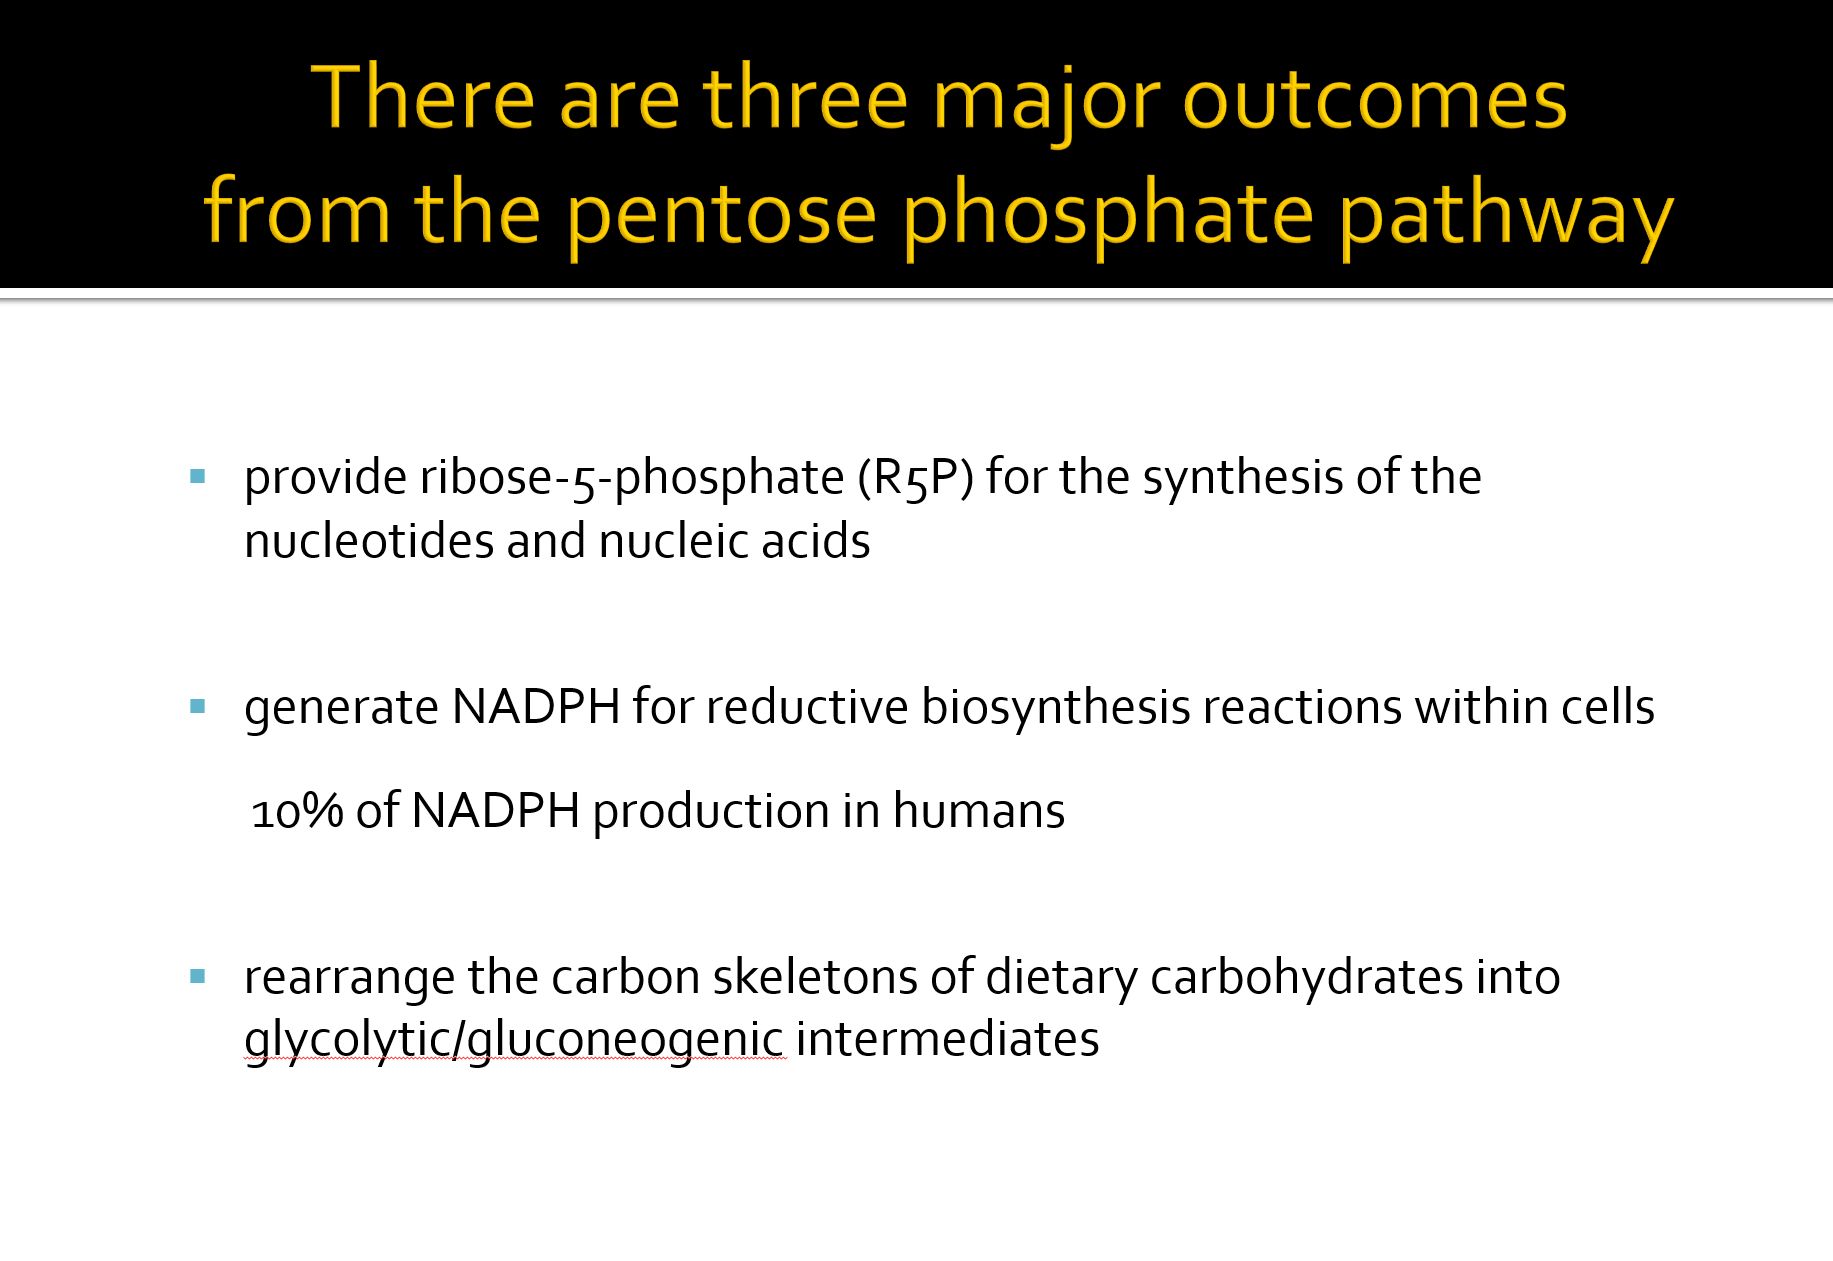 There are three major outcomes
from the pentose phosphate pathway
▪ provide ribose-5-phosphate (R5P) for the synthesis of the
nucleotides and nucleic acids
▪ generate NADPH for reductive biosynthesis reactions within cells
10% of NADPH production in humans
▪ rearrange the carbon skeletons of dietary carbohydrates into
glycolytic/gluconeogenic intermediates